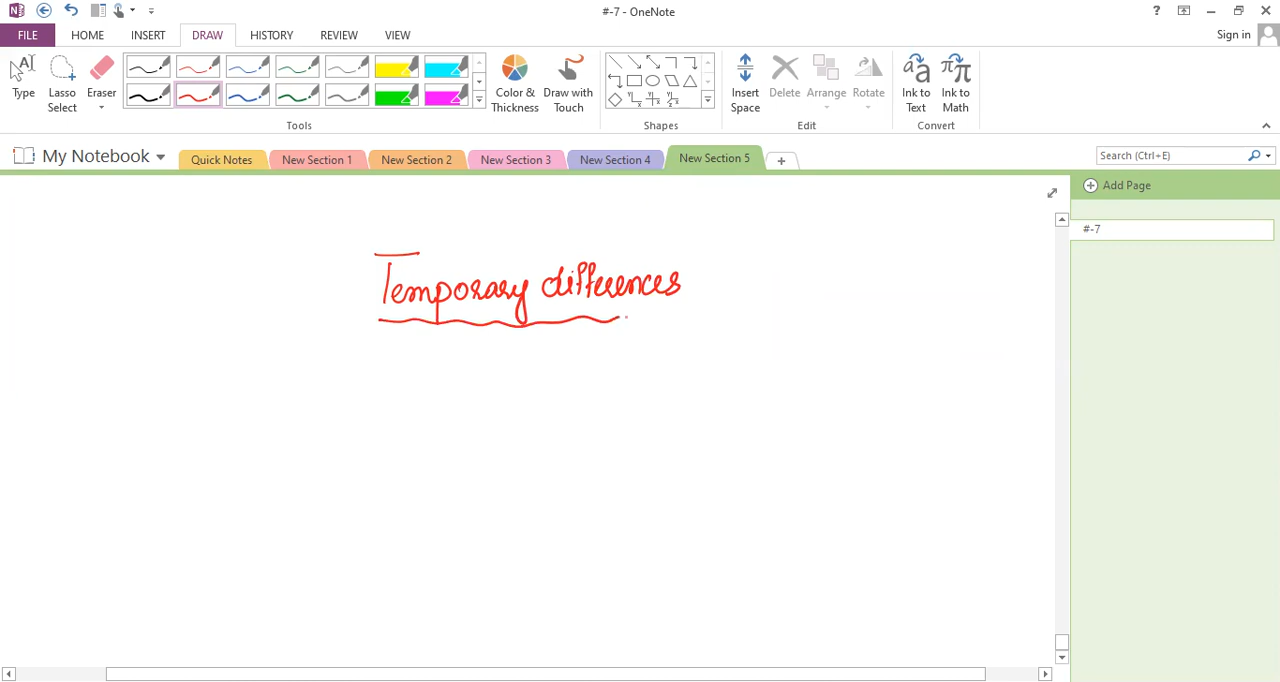 #-7 - OneNote
?
FILE HOME INSERT DRAW HISTORY REVIEW VIEW Sign in
Type
Lasso Select
Eraser
Color & Thickness
Draw with Touch
Insert Space
Delete
Arrange
Rotate
Ink to Text
Ink to Math
Tools Shapes Edit Convert
My Notebook Quick Notes New Section 1 New Section 2 New Section 3 New Section 4 New Section 5 + Search (Ctrl+E)
Add Page
#-7
Temporary differences